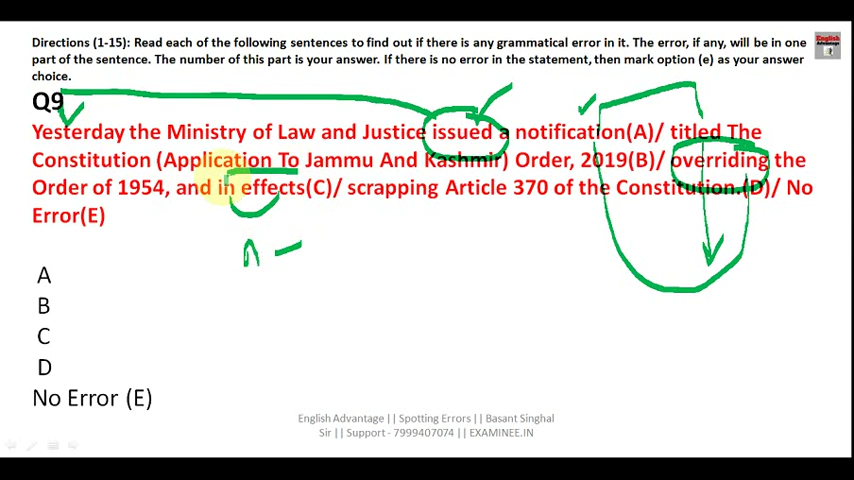 Directions (1-15): Read each of the following sentences to find out if there is any grammatical error in it. The error, if any, will be in one
part of the sentence. The number of this part is your answer. If there is no error in the statement, then mark option (e) as your answer
choice.
English
Advantage
Q9
Yesterday the Ministry of Law and Justice issued a notification(A)/ titled The
Constitution (Application To Jammu And Kashmir) Order, 2019(B)/ overriding the
Order of 1954, and in effects(C)/ scrapping Article 370 of the Constitution.(D)/ No
Error(E)
A
B
C
D
No Error (E)
English Advantage || Spotting Errors || Basant Singhal
Sir || Support - 7999407074 || EXAMINEE.IN